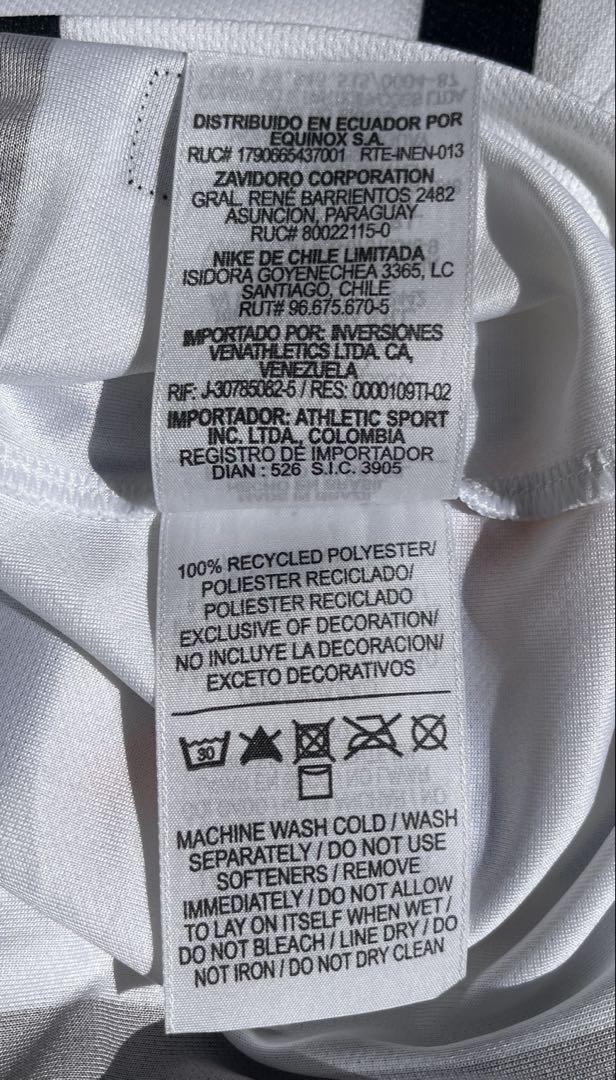 DISTRIBUIDO EN ECUADOR POR
EQUINOX S.A.
RUC# 1790665437001 RTE-INEN-013
ZAVIDORO CORPORATION
GRAL. RENÉ BARRIENTOS 2482
ASUNCION, PARAGUAY
RUC# 80022115-0
NIKE DE CHILE LIMITADA
ISIDORA GOYENECHEA 3365, LC
SANTIAGO, CHILE
RUT# 96.675.670-5
IMPORTADO POR: INVERSIONES
VENATHLETICS LTDA. CA,
VENEZUELA
RIF: J-30785062-5 / RES: 0000109TI-02
IMPORTADOR: ATHLETIC SPORT
INC. LTDA., COLOMBIA
REGISTRO DE IMPORTADOR
DIAN : 526 S.I.C. 3905
100% RECYCLED POLYESTER/
POLIESTER RECICLADO/
POLIESTER RECICLADO
EXCLUSIVE OF DECORATION/
NO INCLUYE LA DECORACION/
EXCETO DECORATIVOS
30
MACHINE WASH COLD / WASH
SEPARATELY / DO NOT USE
SOFTENERS / REMOVE
IMMEDIATELY / DO NOT ALLOW
TO LAY ON ITSELF WHEN WET /
DO NOT BLEACH / LINE DRY / DO
NOT IRON / DO NOT DRY CLEAN